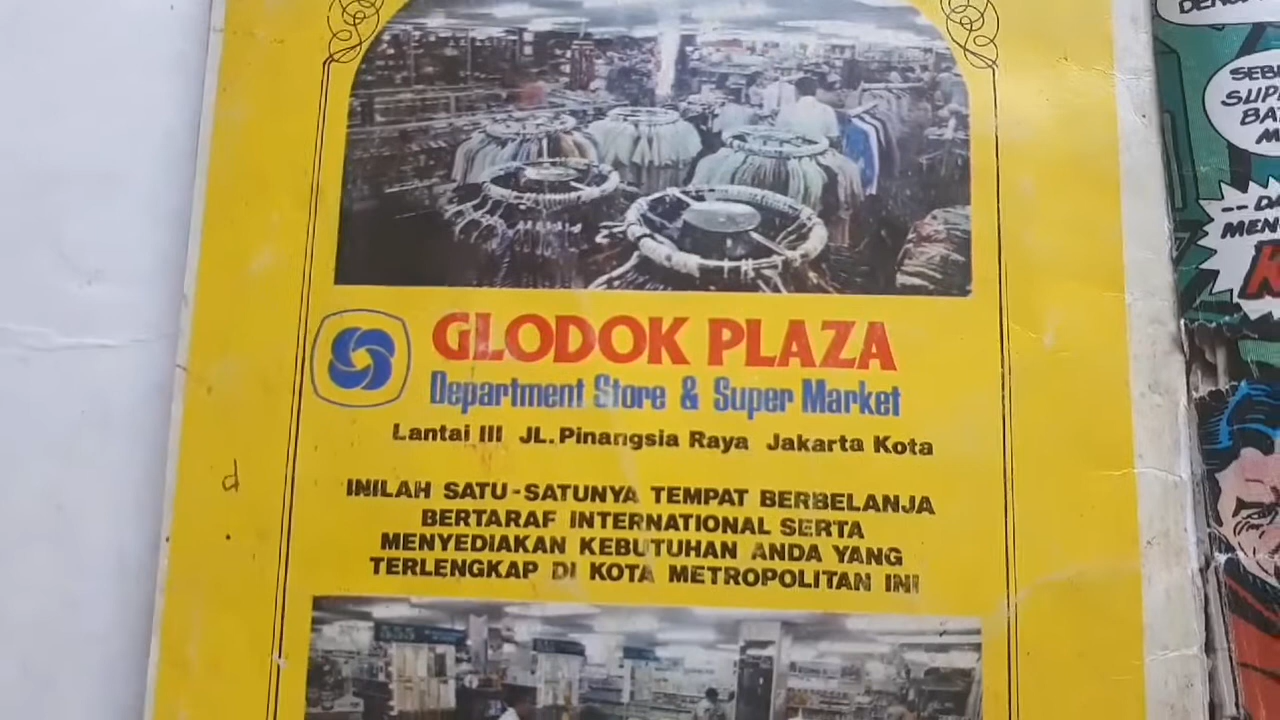 GLODOK PLAZA
Department Store & Super Market
Lantai III JL. Pinangsia Raya Jakarta Kota
INILAH SATU-SATUNYA TEMPAT BERBELANJA
BERTARAF INTERNATIONAL SERTA
MENYEDIAKAN KEBUTUHAN ANDA YANG
TERLENGKAP DI KOTA METROPOLITAN INI
555
d